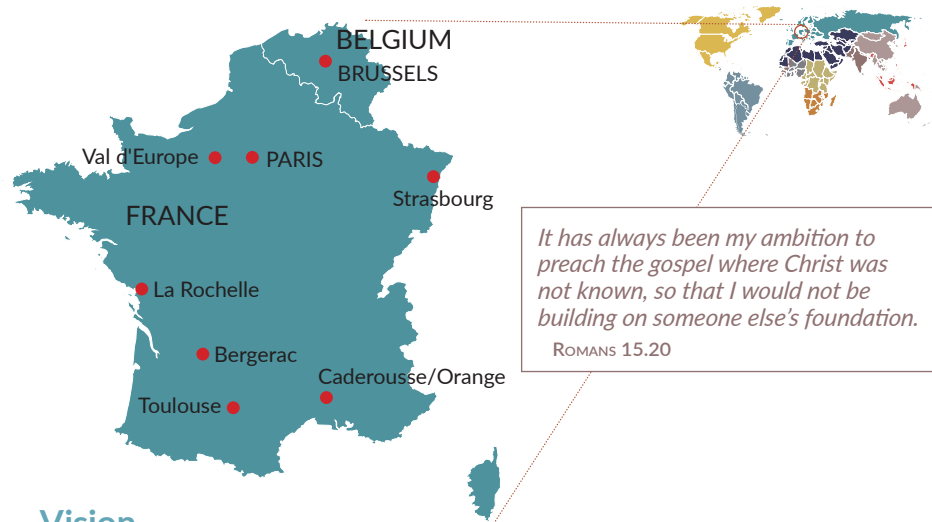 BELGIUM
BRUSSELS
Val d'Europe
PARIS
Strasbourg
FRANCE
It has always been my ambition to
preach the gospel where Christ was
not known, so that I would not be
building on someone else’s foundation.
Romans 15.20
La Rochelle
Bergerac
Caderousse/Orange
Toulouse
Vision